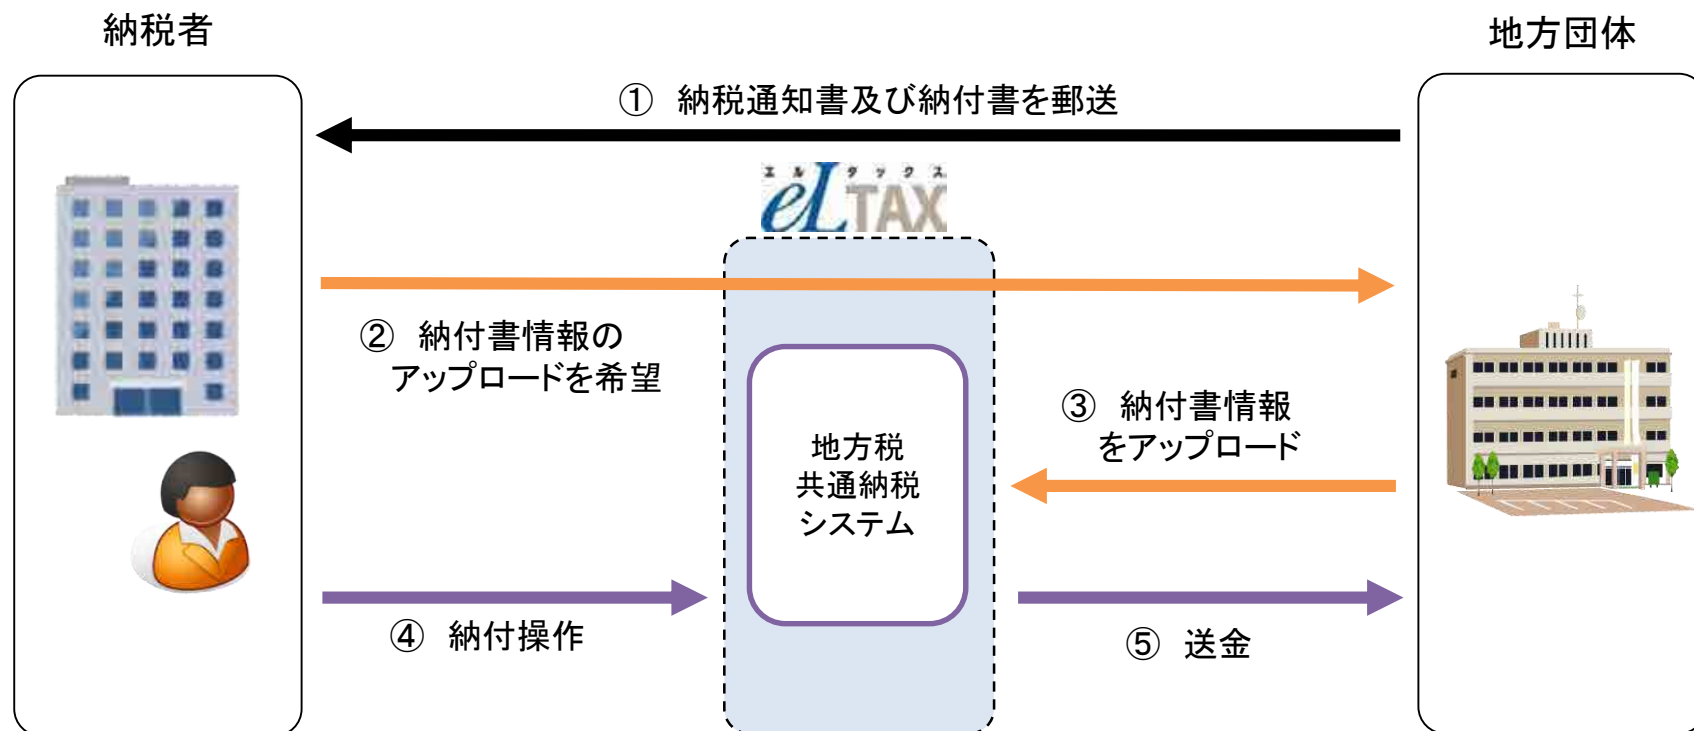 納税者
地方団体
① 納税通知書及び納付書を郵送
エルタックス
eLTAX
② 納付書情報の
アップロードを希望
③ 納付書情報
をアップロード
地方税
共通納税
システム
④ 納付操作
⑤ 送金